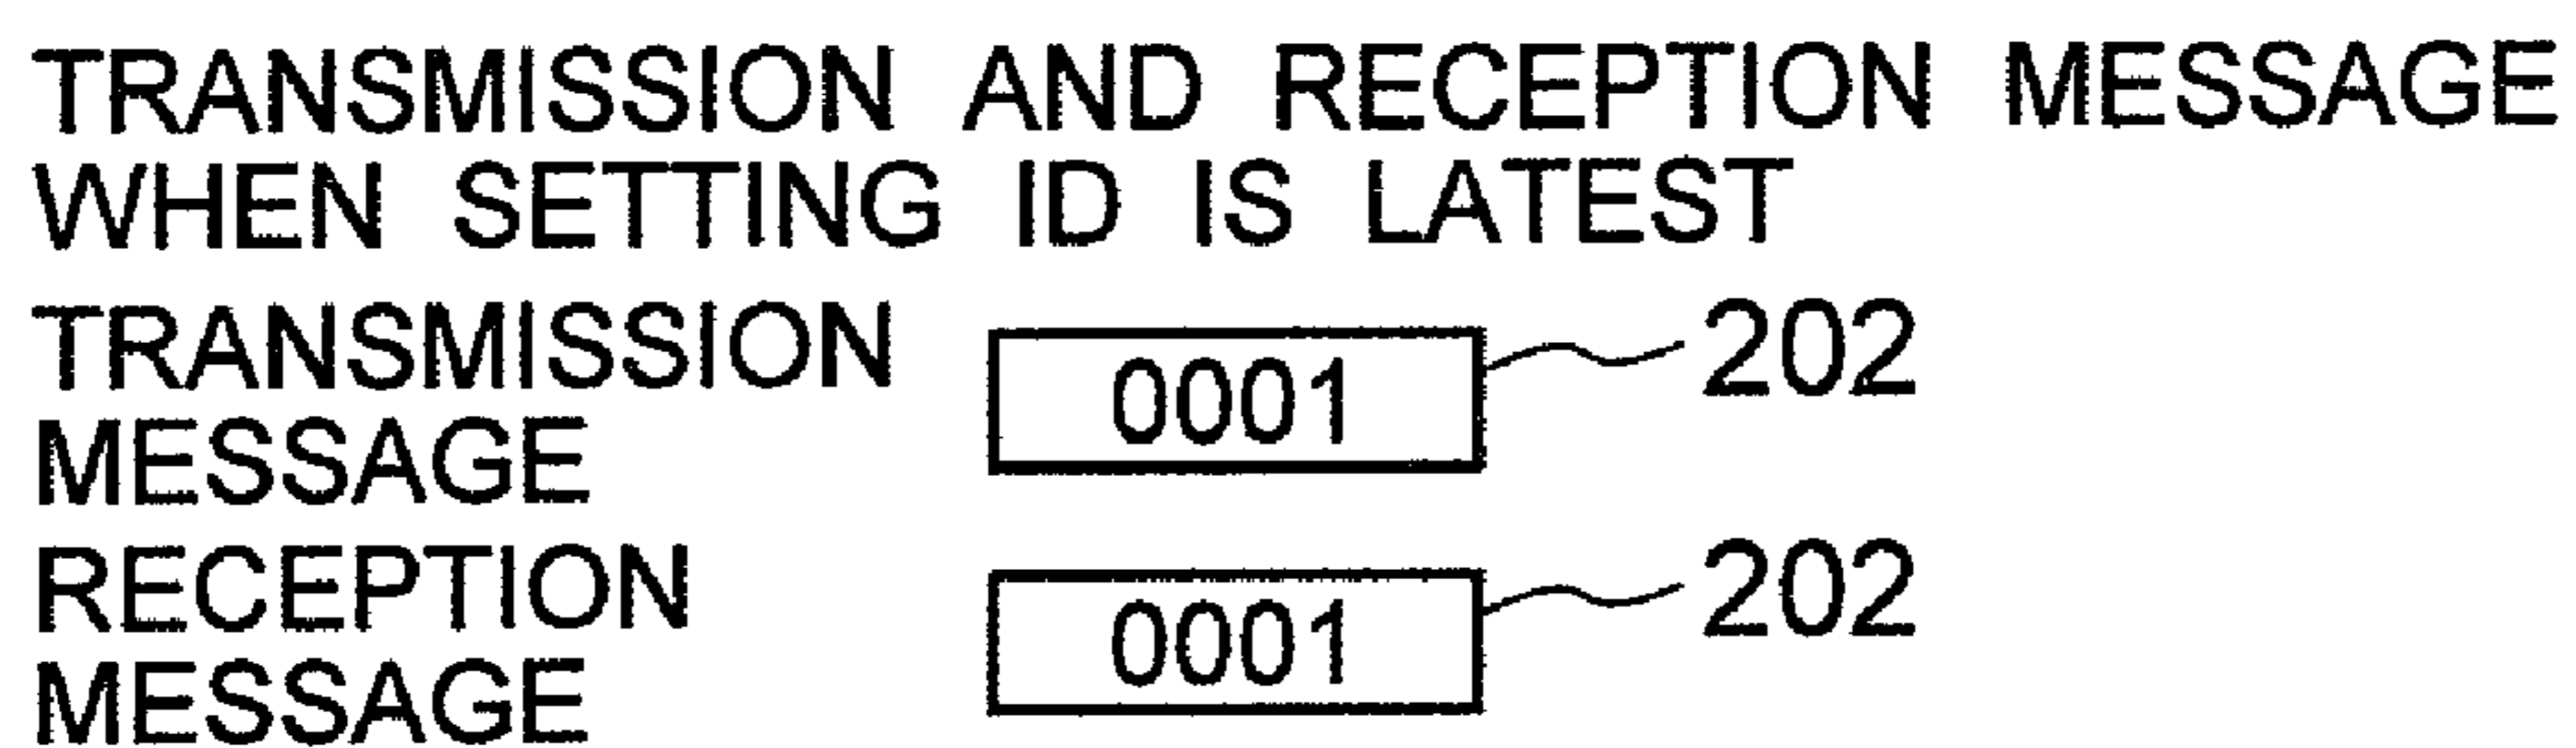 TRANSMISSION AND RECEPTION MESSAGE
WHEN SETTING ID IS LATEST
TRANSMISSION
MESSAGE
0001
202
RECEPTION
MESSAGE
0001
202